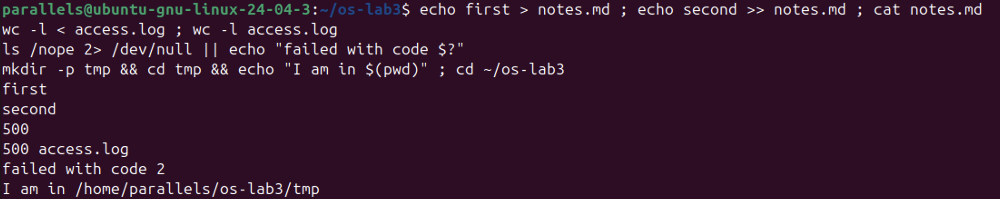 parallels@ubuntu-gnu-linux-24-04-3:~/os-lab3$ echo first > notes.md ; echo second >> notes.md ; cat notes.md
wc -l < access.log ; wc -l access.log
ls /nope 2> /dev/null || echo "failed with code $?"
mkdir -p tmp && cd tmp && echo "I am in $(pwd)" ; cd ~/os-lab3
first
second
500
500 access.log
failed with code 2
I am in /home/parallels/os-lab3/tmp